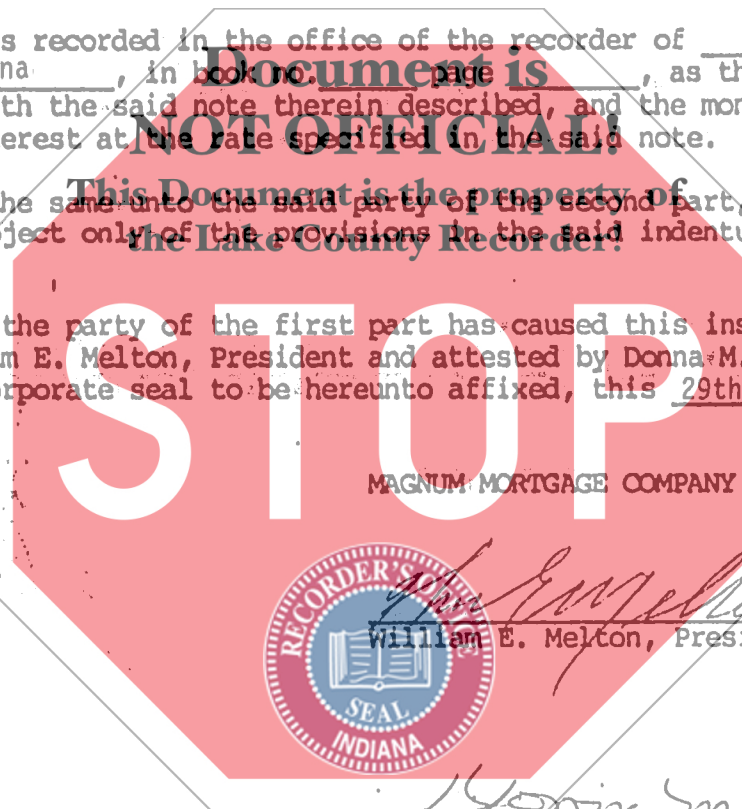 s recorded in the office of the recorder of
na , in book no. page , as th
Document is
th the said note therein described, and the mon
erest at the rate specified in the said note.
NOT OFFICIAL!
This Document is the property of
he same unto the said party of the second part,
ject only of the provisions in the said indentu
the Lake County Recorder!
the party of the first part has caused this ins
m E. Melton, President and attested by Donna M.
rporate seal to be hereunto affixed, this 29th
STOP
MAGNUM MORTGAGE COMPANY
RECORDER'S OFFICE
William E. Melton, Presi
SEAL
INDIANA